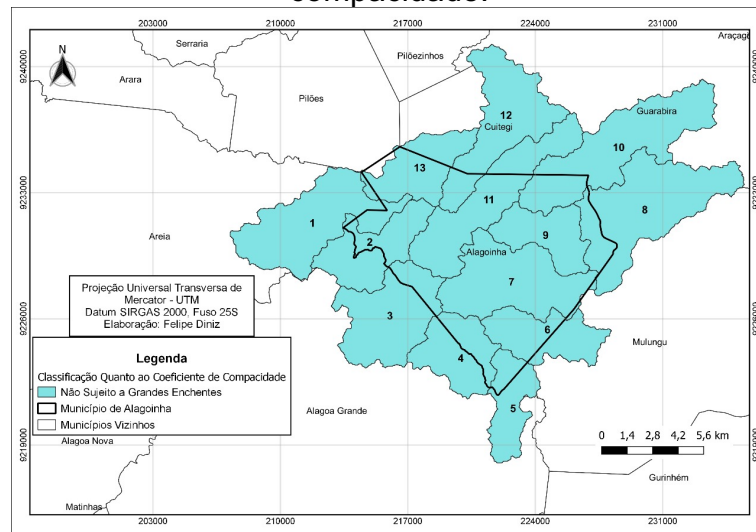 compacidade.
203000 210000 217000 224000 231000
Araçagi
Serraria
Pilõezinhos
N
9240000 9240000
Arara
Pilões
12
Cuitegi
Guarabira
10
13
9233000 9233000
11
8
1
Areia
2
9
Alagoinha
7
Projeção Universal Transversa de
Mercator - UTM
Datum SIRGAS 2000, Fuso 25S
Elaboração: Felipe Diniz
3
9226000 9226000
6
Mulungu
Legenda
Classificação Quanto ao Coeficiente de Compacidade
Não Sujeito a Grandes Enchentes
Município de Alagoinha
Municípios Vizinhos
4
5
Alagoa Grande
Alagoa Nova
0 1,4 2,8 4,2 5,6 km
9219000 9219000
Gurinhém
Matinhas
203000 210000 217000 224000 231000